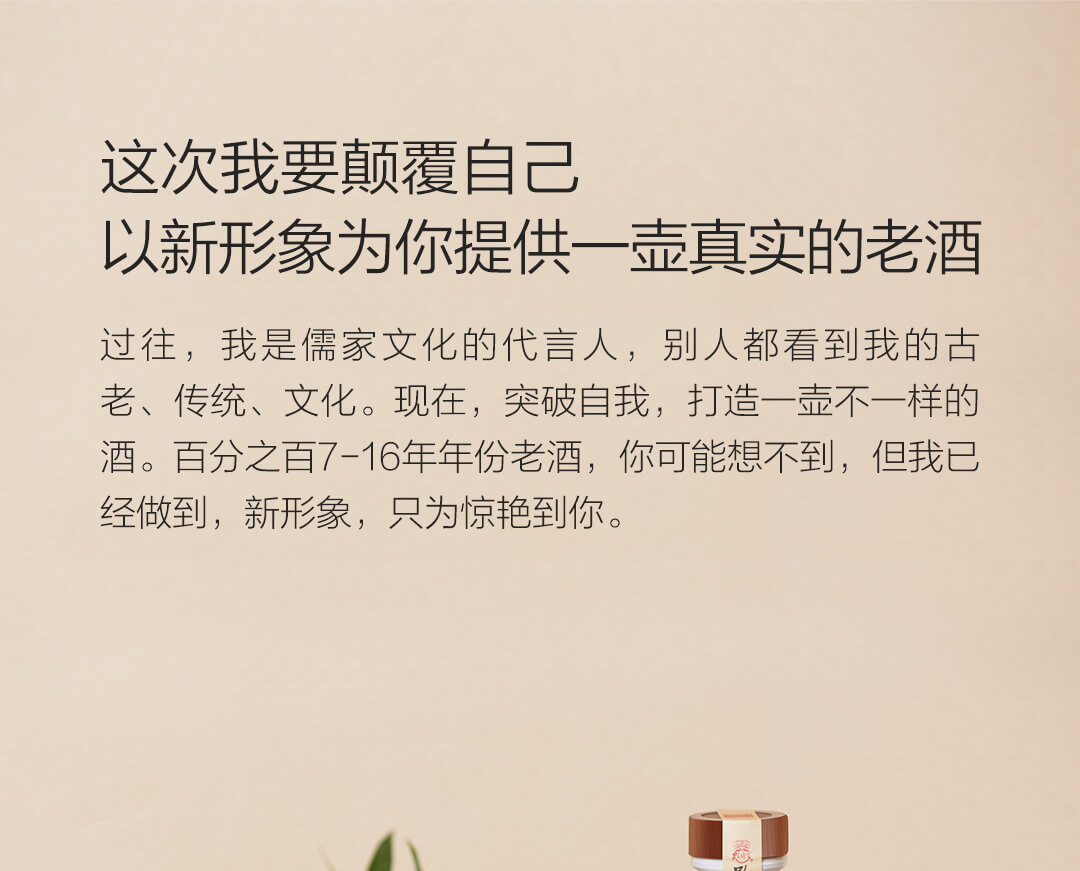 这次我要颠覆自己
以新形象为你提供一壶真实的老酒
过往，我是儒家文化的代言人，别人都看到我的古
老、传统、文化。现在，突破自我，打造一壶不一样的
酒。百分之百7-16年年份老酒，你可能想不到，但我已
经做到，新形象，只为惊艳到你。